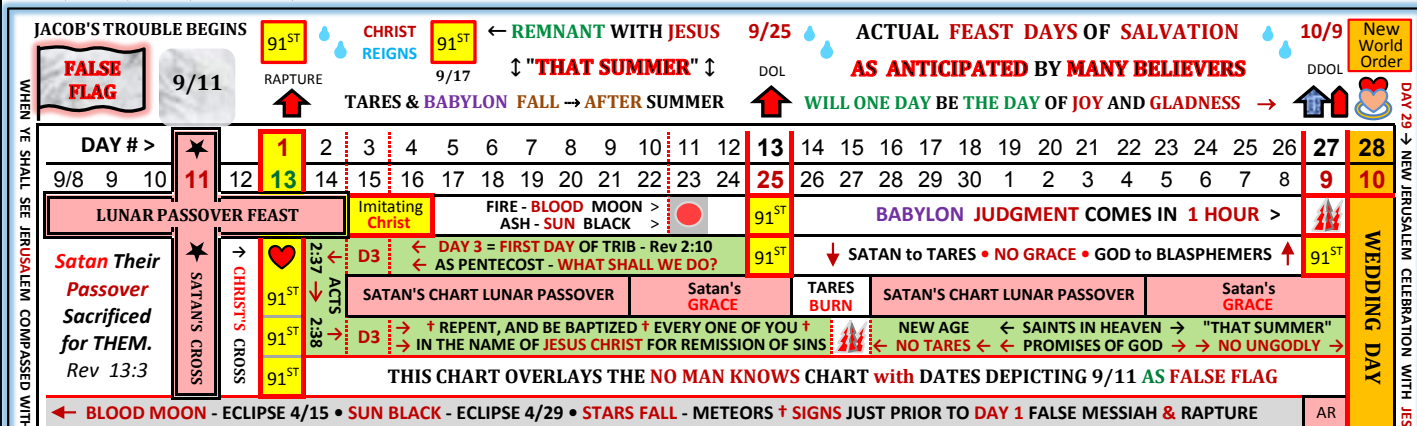 JACOB'S TROUBLE BEGINS
FALSE
FLAG
9/11
91ST
RAPTURE
CHRIST
REIGNS
91ST
9/17
← REMNANT WITH JESUS
↕ "THAT SUMMER" ↕
TARES & BABYLON FALL → AFTER SUMMER
9/25
DOL
ACTUAL FEAST DAYS OF SALVATION
AS ANTICIPATED BY MANY BELIEVERS
WILL ONE DAY BE THE DAY OF JOY AND GLADNESS →
10/9
DDOL
New
World
Order
WHEN YE SHALL SEE JERUSALEM COMPASSED WITH
DAY 29 → NEW JERUSALEM CELEBRATION WITH JES
DAY # > ★ 1 2 3 4 5 6 7 8 9 10 11 12 13 14 15 16 17 18 19 20 21 22 23 24 25 26 27 28
9/8 9 10 11 12 13 14 15 16 17 18 19 20 21 22 23 24 25 26 27 28 29 30 1 2 3 4 5 6 7 8 9 10
LUNAR PASSOVER FEAST
Imitating
Christ
FIRE - BLOOD MOON >
ASH - SUN BLACK >
91ST
BABYLON JUDGMENT COMES IN 1 HOUR >
Satan Their
Passover
Sacrificed
for THEM.
Rev 13:3
★ SATAN'S CROSS
→ CHRIST'S CROSS
91ST
91ST
91ST
2:37 ← ACTS
2:38 →
D3
← DAY 3 = FIRST DAY OF TRIB - Rev 2:10
← AS PENTECOST - WHAT SHALL WE DO?
91ST
↓ SATAN to TARES • NO GRACE • GOD to BLASPHEMERS ↑
91ST
SATAN'S CHART LUNAR PASSOVER
Satan's
GRACE
TARES
BURN
SATAN'S CHART LUNAR PASSOVER
Satan's
GRACE
D3
→ † REPENT, AND BE BAPTIZED † EVERY ONE OF YOU †
→ IN THE NAME OF JESUS CHRIST FOR REMISSION OF SINS
NEW AGE ← SAINTS IN HEAVEN → "THAT SUMMER"
← NO TARES ← ← PROMISES OF GOD → → NO UNGODLY →
WEDDING DAY
THIS CHART OVERLAYS THE NO MAN KNOWS CHART with DATES DEPICTING 9/11 AS FALSE FLAG
← BLOOD MOON - ECLIPSE 4/15 • SUN BLACK - ECLIPSE 4/29 • STARS FALL - METEORS † SIGNS JUST PRIOR TO DAY 1 FALSE MESSIAH & RAPTURE
AR